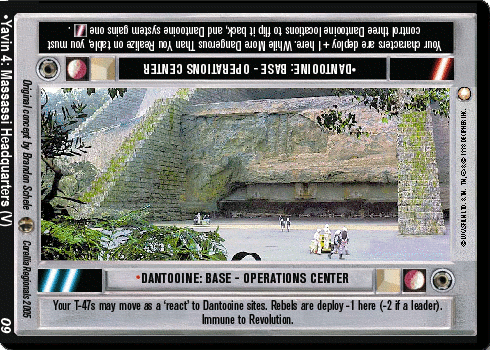 Your characters are deploy + 1 here. While More Dangerous Than You Realize on table, you must
control three Dantooine locations to flip it back, and Dantooine system gains one
.
•DANTOOINE: BASE - OPERATIONS CENTER
•Yavin 4: Massassi Headquarters (V)
09
Original concept by Brandon Schele
Corellia Regionals 2005
•DANTOOINE: BASE - OPERATIONS CENTER
Your T-47s may move as a 'react' to Dantooine sites. Rebels are deploy -1 here (-2 if a leader).
Immune to Revolution.